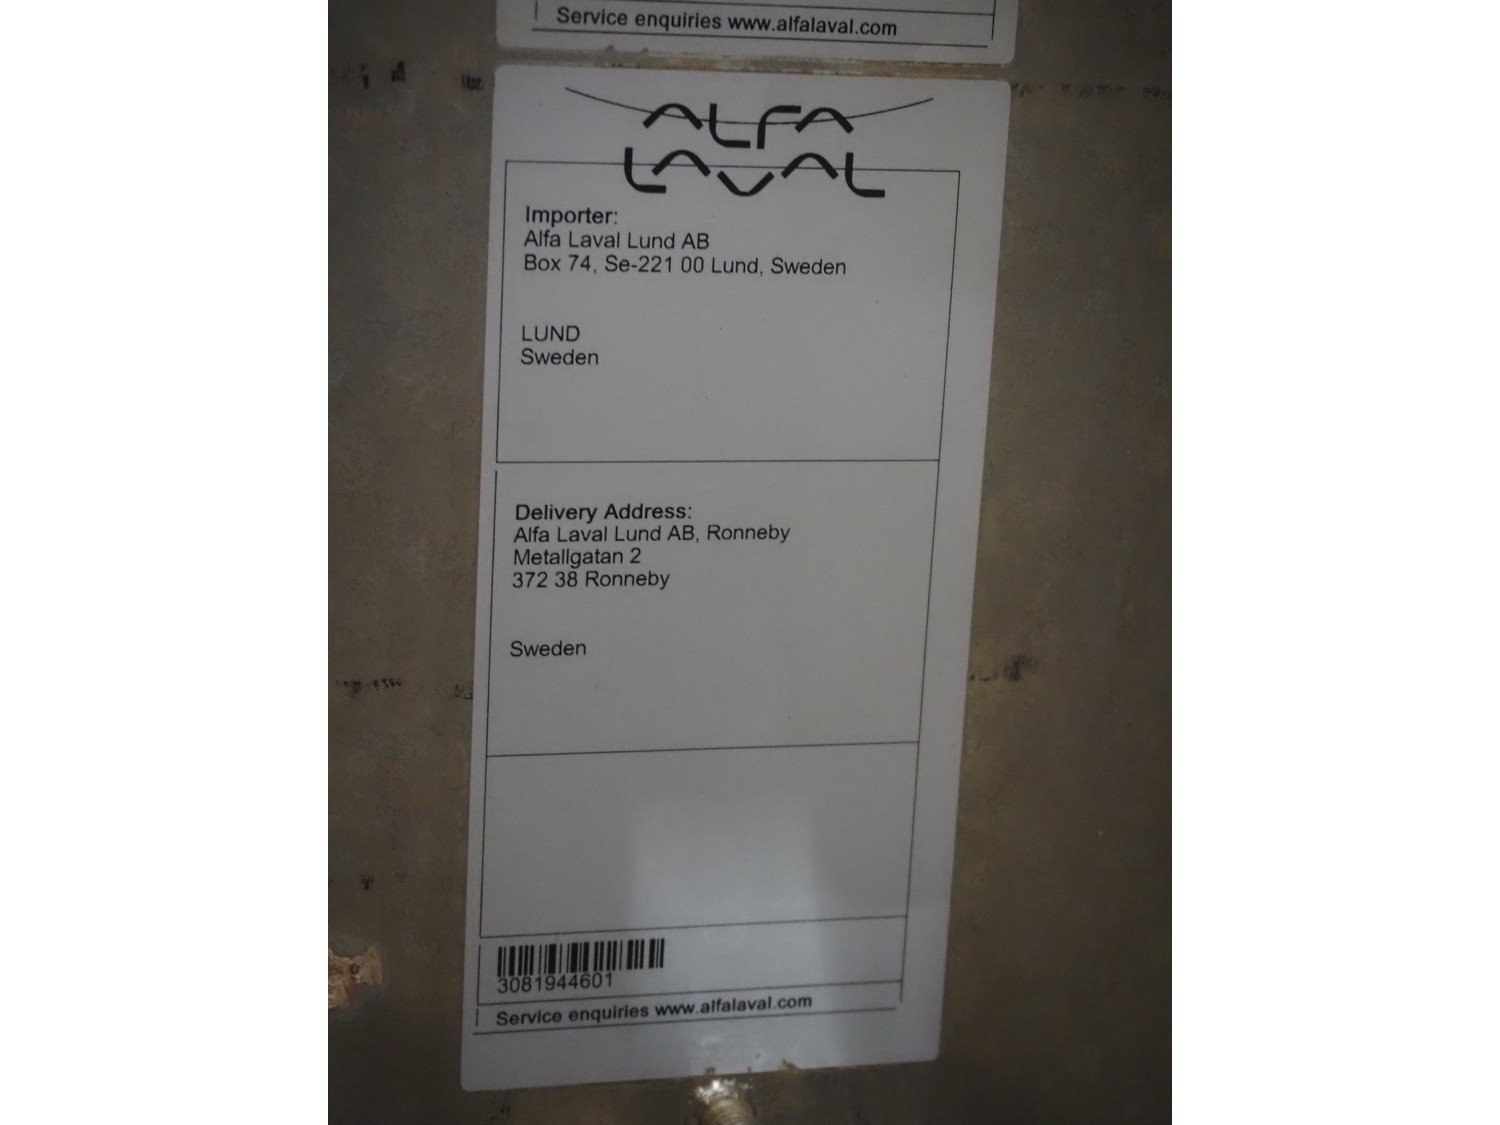 Service enquiries www.alfalaval.com
ALFA
LAVAL
Importer:
Alfa Laval Lund AB
Box 74, Se-221 00 Lund, Sweden
LUND
Sweden
Delivery Address:
Alfa Laval Lund AB, Ronneby
Metallgatan 2
372 38 Ronneby
Sweden
3081944601
Service enquiries www.alfalaval.com